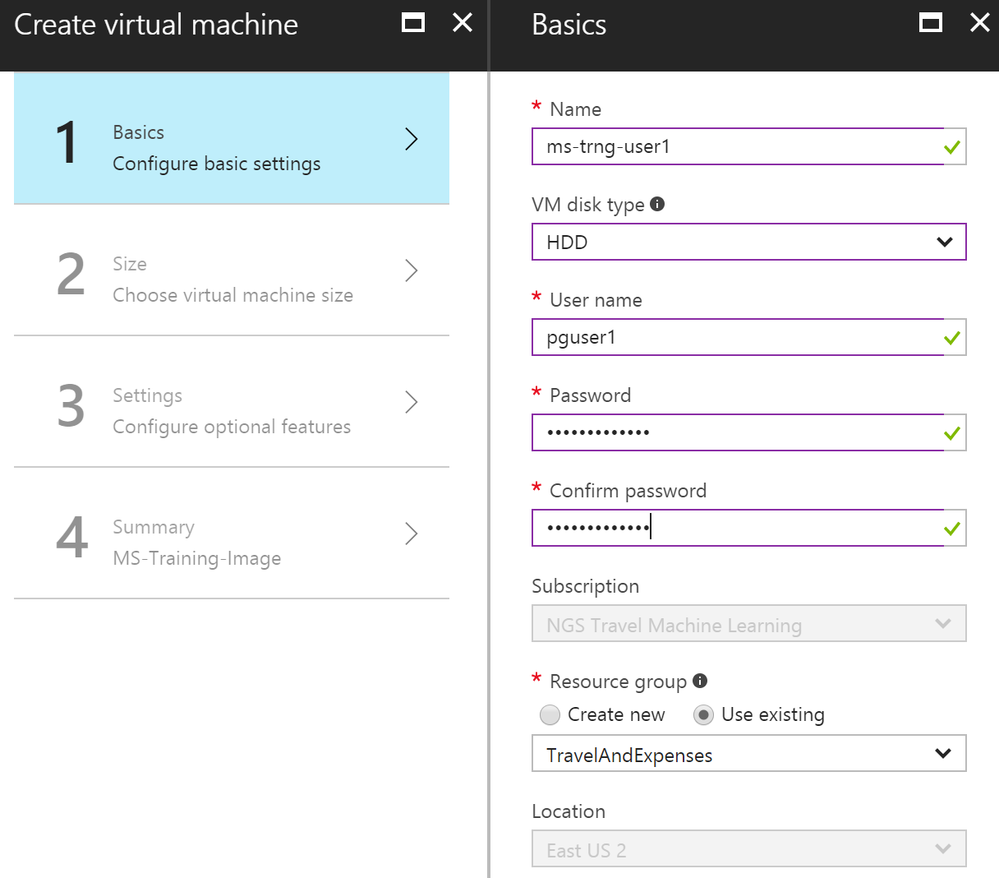 Create virtual machine
1
Basics
Configure basic settings
2
Size
Choose virtual machine size
3
Settings
Configure optional features
4
Summary
MS-Training-Image
Basics
* Name
ms-trng-user1
VM disk type
HDD
* User name
pguser1
* Password
•••••••••••••
* Confirm password
•••••••••••••
Subscription
NGS Travel Machine Learning
* Resource group
Create new Use existing
TravelAndExpenses
Location
East US 2